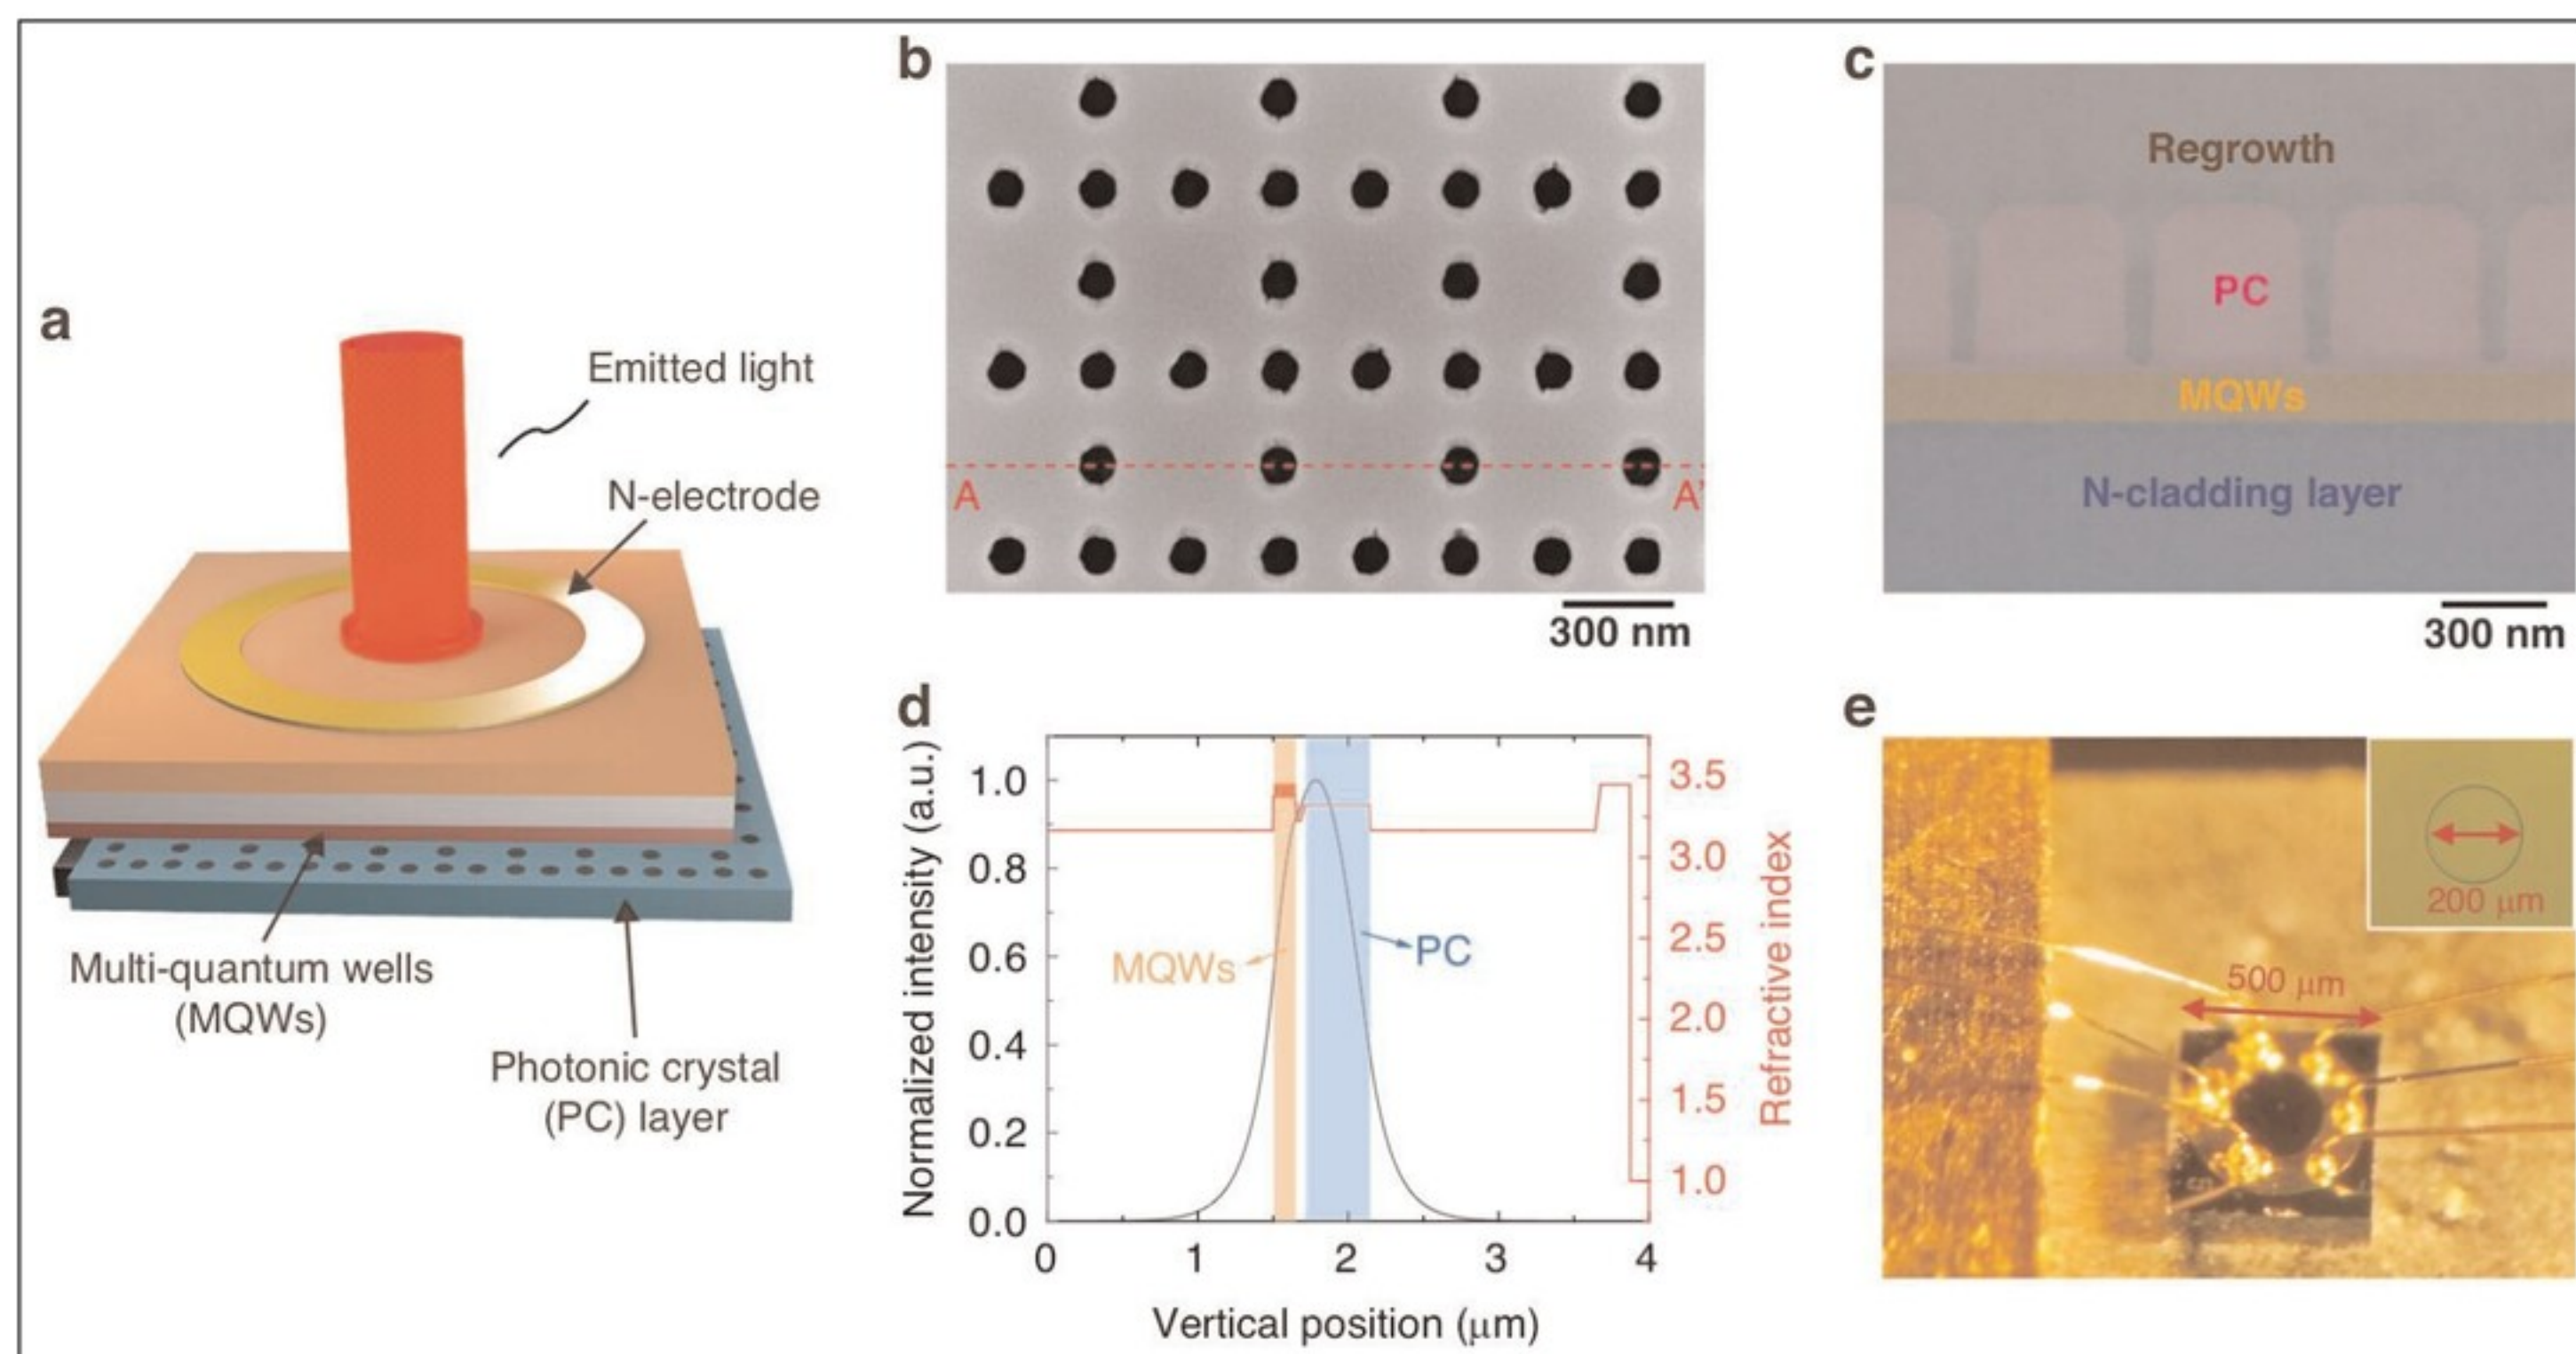 a
Emitted light
N-electrode
Multi-quantum wells
(MQWs)
Photonic crystal
(PC) layer
b
A
A'
300 nm
c
Regrowth
PC
MQWs
N-cladding layer
300 nm
d
Normalized intensity (a.u.)
1.0
0.8
0.6
0.4
0.2
0.0
MQWs
PC
3.5
3.0
2.5
2.0
1.5
1.0
Refractive index
0 1 2 3 4
Vertical position (μm)
e
200 μm
500 μm